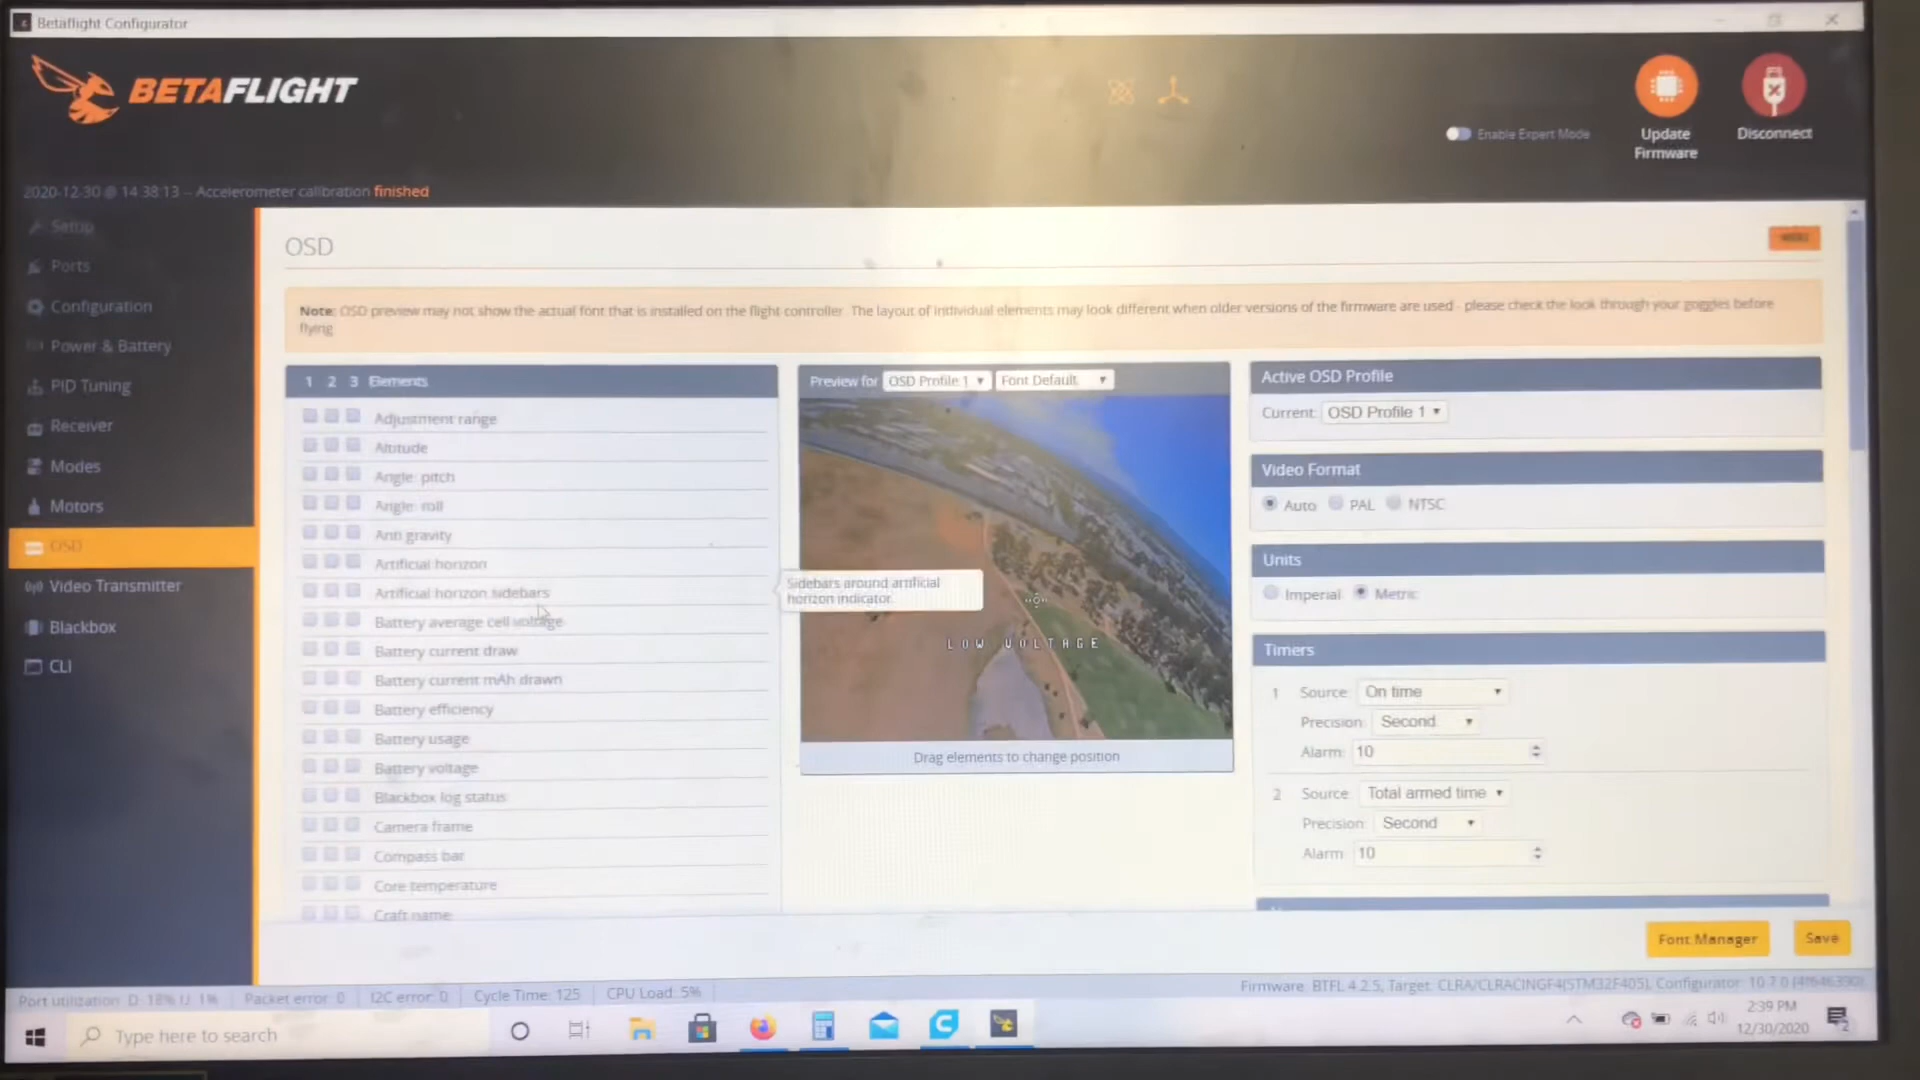 Betaflight Configurator
BETAFLIGHT
Enable Expert Mode
Update
Firmware
Disconnect
2020-12-30 @ 14:38:13 -- Accelerometer calibration finished
Setup
Ports
Configuration
Power & Battery
PID Tuning
Receiver
Modes
Motors
OSD
Video Transmitter
Blackbox
CLI
OSD
Note: OSD preview may not show the actual font that is installed on the flight controller. The layout of individual elements may look different when older versions of the firmware are used - please check the look through your goggles before
flying
1 2 3 Elements
Adjustment range
Altitude
Angle: pitch
Angle: roll
Anti gravity
Artificial horizon
Artificial horizon sidebars
Battery average cell voltage
Battery current draw
Battery current mAh drawn
Battery efficiency
Battery usage
Battery voltage
Blackbox log status
Camera frame
Compass bar
Core temperature
Craft name
Sidebars around artificial
horizon indicator.
Preview for OSD Profile 1 Font Default
LOW VOLTAGE
Drag elements to change position
Active OSD Profile
Current: OSD Profile 1
Video Format
Auto PAL NTSC
Units
Imperial Metric
Timers
1 Source: On time
Precision: Second
Alarm: 10
2 Source: Total armed time
Precision: Second
Alarm: 10
Font Manager
Save
Port utilization: D: 18% U: 1%
Packet error: 0
I2C error: 0
Cycle Time: 125
CPU Load: 5%
Firmware: BTFL 4.2.5, Target: CLRA/CLRACINGF4(STM32F405), Configurator: 10.7.0
Type here to search
2:39 PM
12/30/2020